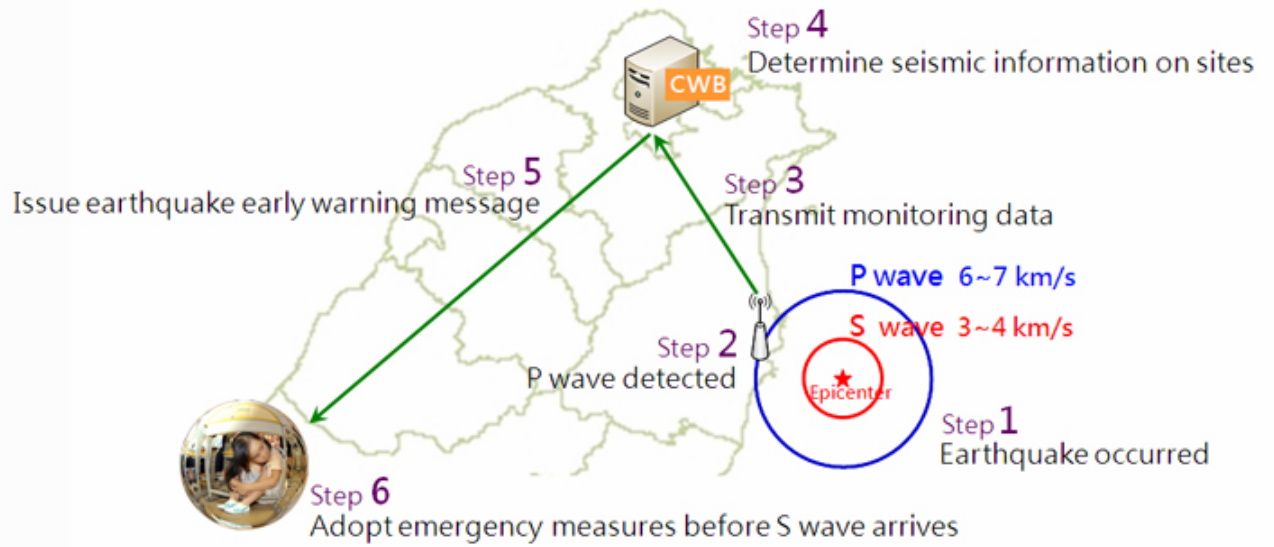 Step 4
Determine seismic information on sites
CWB
Step 5
Issue earthquake early warning message
Step 3
Transmit monitoring data
P wave 6~7 km/s
S wave 3~4 km/s
Step 2
P wave detected
Epicenter
Step 1
Earthquake occurred
Step 6
Adopt emergency measures before S wave arrives